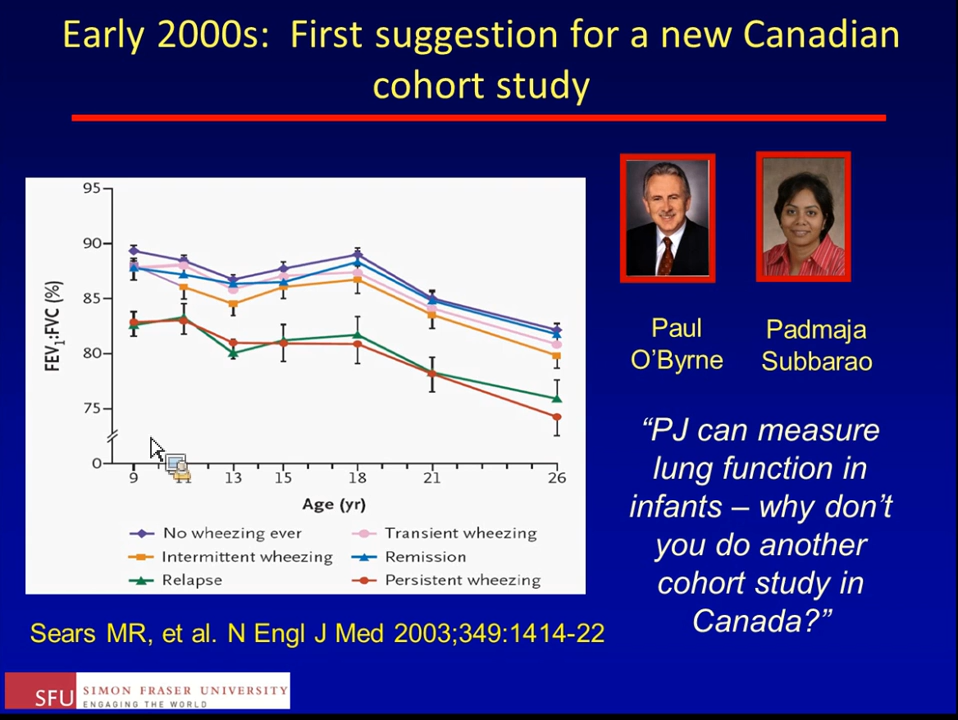 Early 2000s:  First suggestion for a new Canadian
cohort study
95
90
85
80
75
0
FEV1:FVC (%)
9
11
13
15
18
21
26
Age (yr)
No wheezing ever
Transient wheezing
Intermittent wheezing
Remission
Relapse
Persistent wheezing
Sears MR, et al. N Engl J Med 2003;349:1414-22
Paul
O’Byrne
Padmaja
Subbarao
“PJ can measure
lung function in
infants – why don’t
you do another
cohort study in
Canada?”
SFU
SIMON FRASER UNIVERSITY
ENGAGING THE WORLD